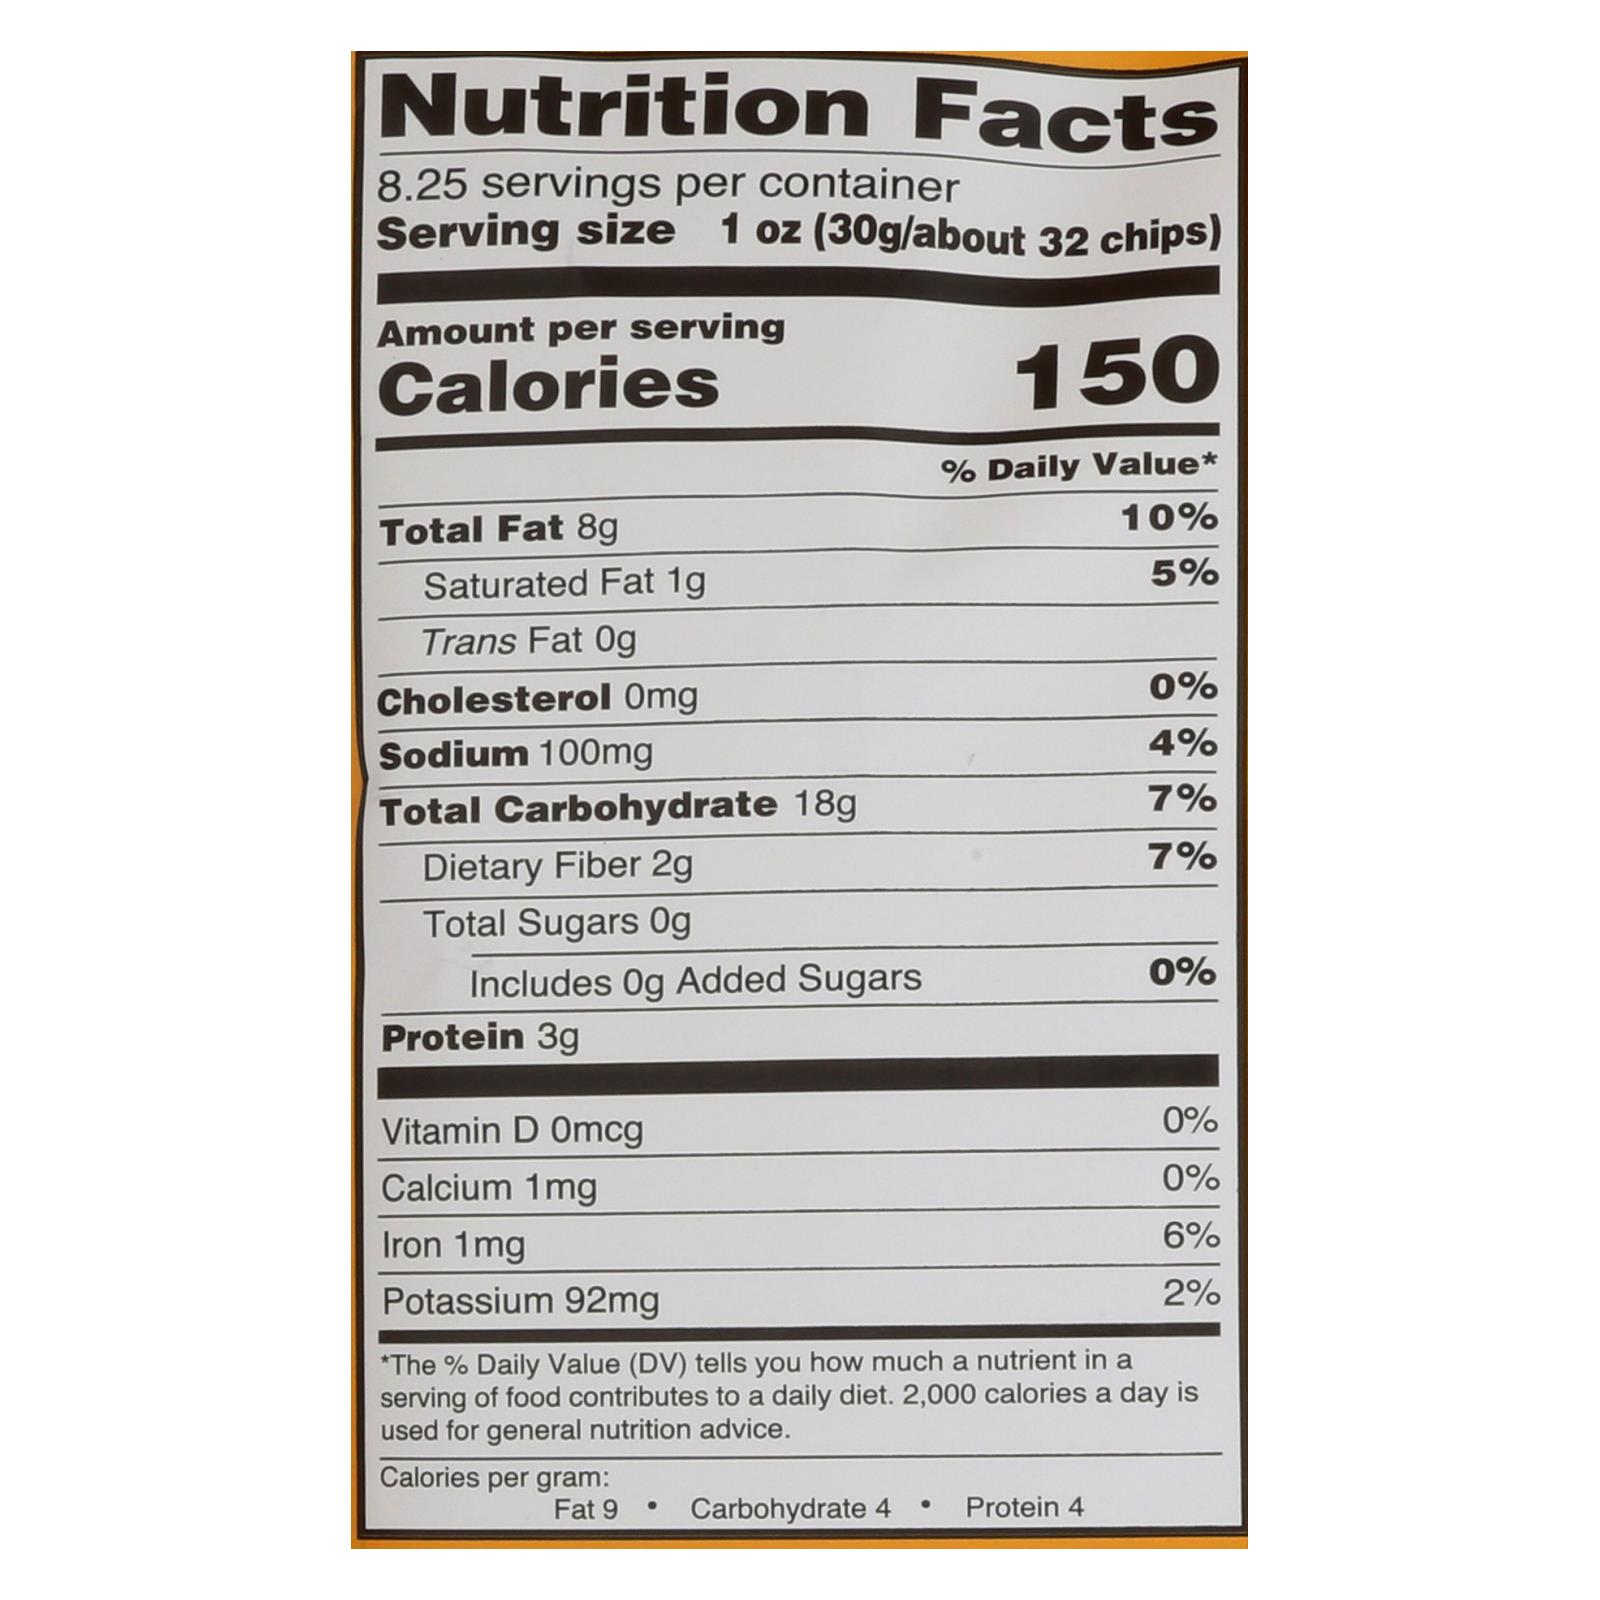 Nutrition Facts
8.25 servings per container
Serving size 1 oz (30g/about 32 chips)
Amount per serving
Calories 150
% Daily Value*
Total Fat 8g 10%
Saturated Fat 1g 5%
Trans Fat 0g
Cholesterol 0mg 0%
Sodium 100mg 4%
Total Carbohydrate 18g 7%
Dietary Fiber 2g 7%
Total Sugars 0g
Includes 0g Added Sugars 0%
Protein 3g
Vitamin D 0mcg 0%
Calcium 1mg 0%
Iron 1mg 6%
Potassium 92mg 2%
*The % Daily Value (DV) tells you how much a nutrient in a
serving of food contributes to a daily diet. 2,000 calories a day is
used for general nutrition advice.
Calories per gram:
Fat 9 • Carbohydrate 4 • Protein 4